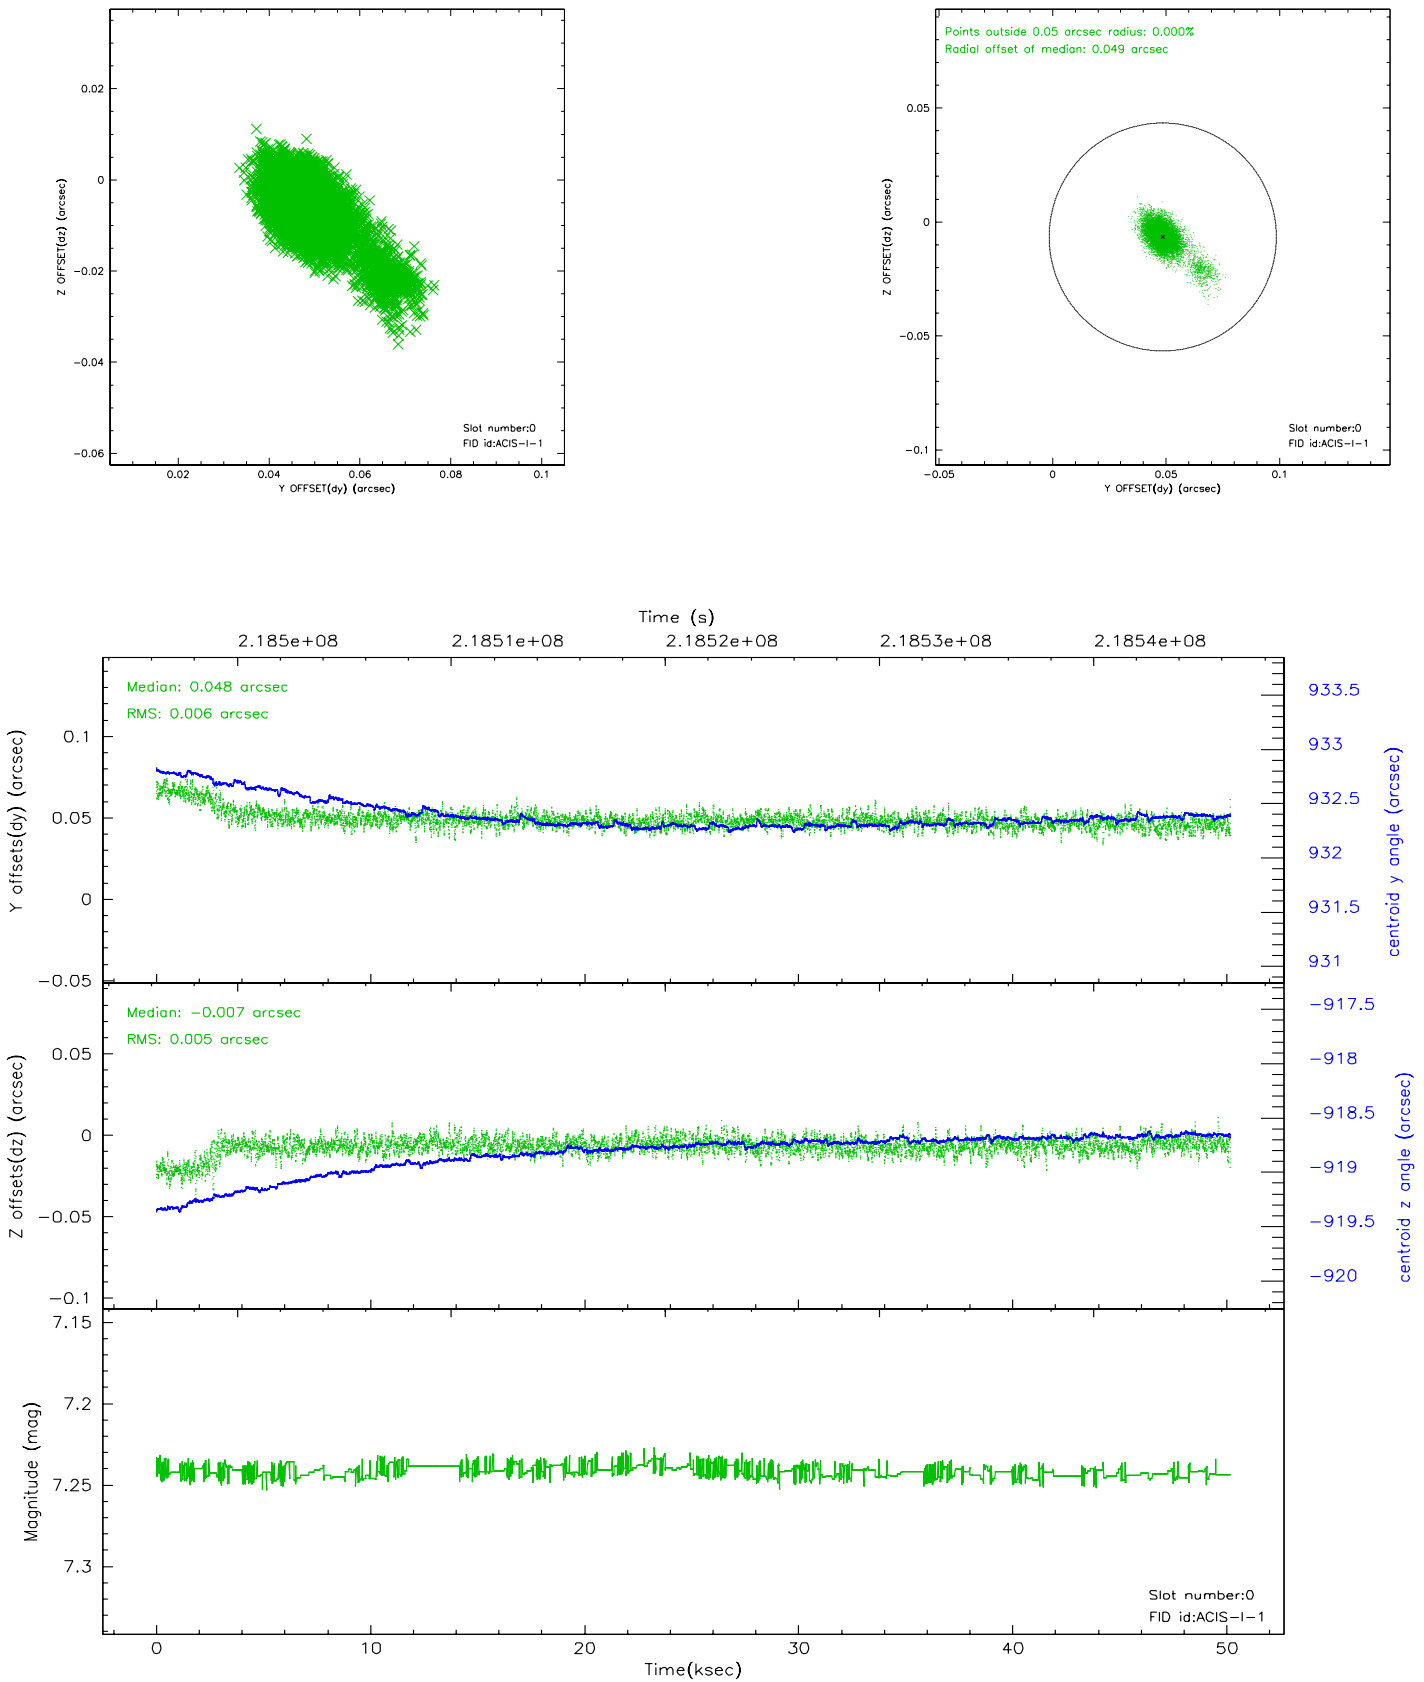 0.02
0
-0.02
-0.04
-0.06
Z OFFSET(dz) (arcsec)
Slot number:0
FID id:ACIS-I-1
0.02 0.04 0.06 0.08 0.1
Y OFFSET(dy) (arcsec)
Points outside 0.05 arcsec radius: 0.000%
Radial offset of median: 0.049 arcsec
0.05
0
-0.05
-0.1
Z OFFSET(dz) (arcsec)
Slot number:0
FID id:ACIS-I-1
-0.05 0 0.05 0.1
Y OFFSET(dy) (arcsec)
Time (s)
2.185e+08 2.1851e+08 2.1852e+08 2.1853e+08 2.1854e+08
Median: 0.048 arcsec
RMS: 0.006 arcsec
0.1
0.05
0
-0.05
Y offsets(dy) (arcsec)
933.5
933
932.5
932
931.5
931
centroid y angle (arcsec)
Median: -0.007 arcsec
RMS: 0.005 arcsec
0.05
0
-0.05
-0.1
Z offsets(dz) (arcsec)
-917.5
-918
-918.5
-919
-919.5
-920
centroid z angle (arcsec)
7.15
7.2
7.25
7.3
Magnitude (mag)
Slot number:0
FID id:ACIS-I-1
0 10 20 30 40 50
Time(ksec)